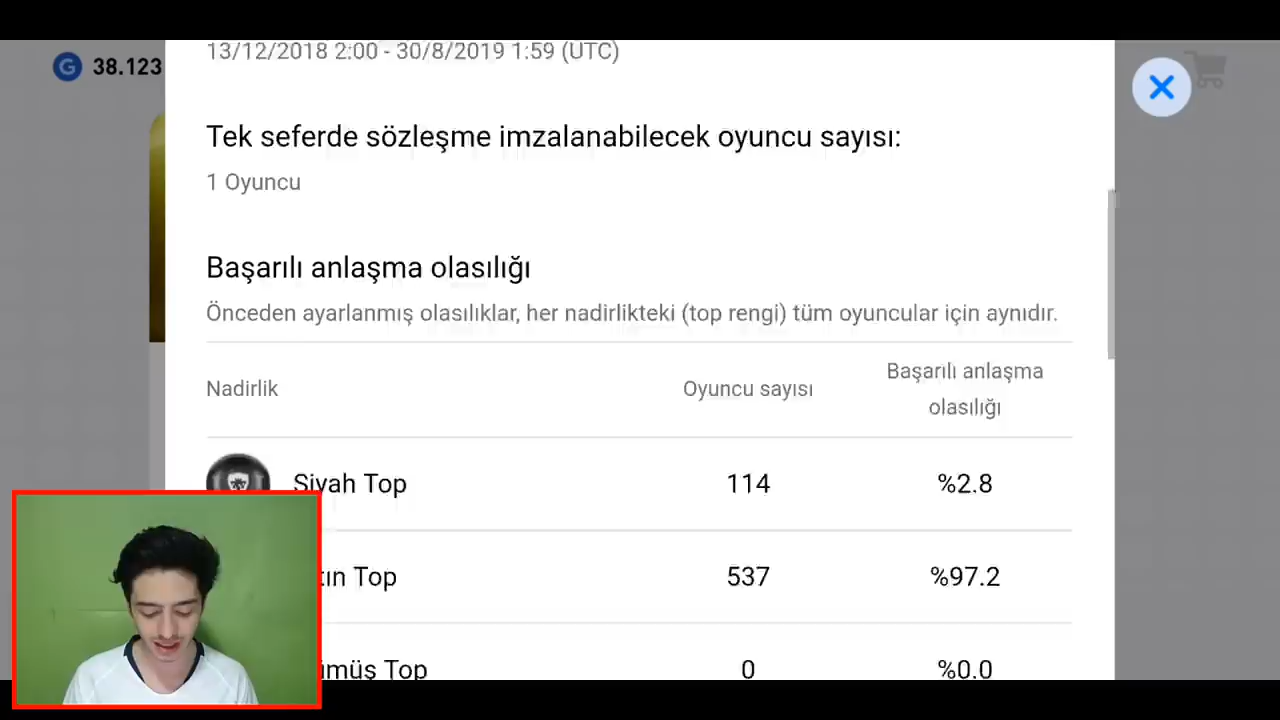 13/12/2018 2:00 - 30/8/2019 1:59 (UTC)
G 38.123
Tek seferde sözleşme imzalanabilecek oyuncu sayısı:
1 Oyuncu
Başarılı anlaşma olasılığı
Önceden ayarlanmış olasılıklar, her nadirlikteki (top rengi) tüm oyuncular için aynıdır.
Nadirlik Oyuncu sayısı Başarılı anlaşma
olasılığı
Siyah Top 114 %2.8
Top 537 %97.2
Top 0 %0.0